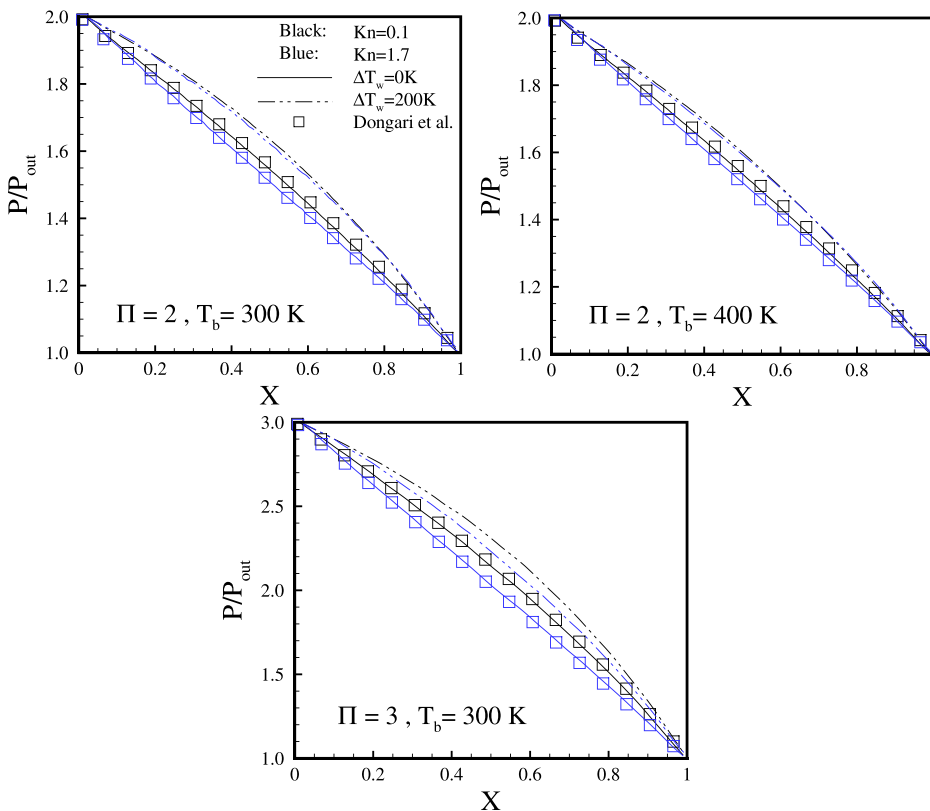 2.0
1.8
1.6
1.4
1.2
1.0
P/P_out
Black: Kn=0.1
Blue: Kn=1.7
ΔT_w=0K
ΔT_w=200K
Dongari et al.
Π = 2 , T_b= 300 K
0 0.2 0.4 0.6 0.8 1
X
2.0
1.8
1.6
1.4
1.2
1.0
P/P_out
Π = 2 , T_b= 400 K
0 0.2 0.4 0.6 0.8
X
3.0
2.5
2.0
1.5
1.0
P/P_out
Π = 3 , T_b= 300 K
0 0.2 0.4 0.6 0.8 1
X